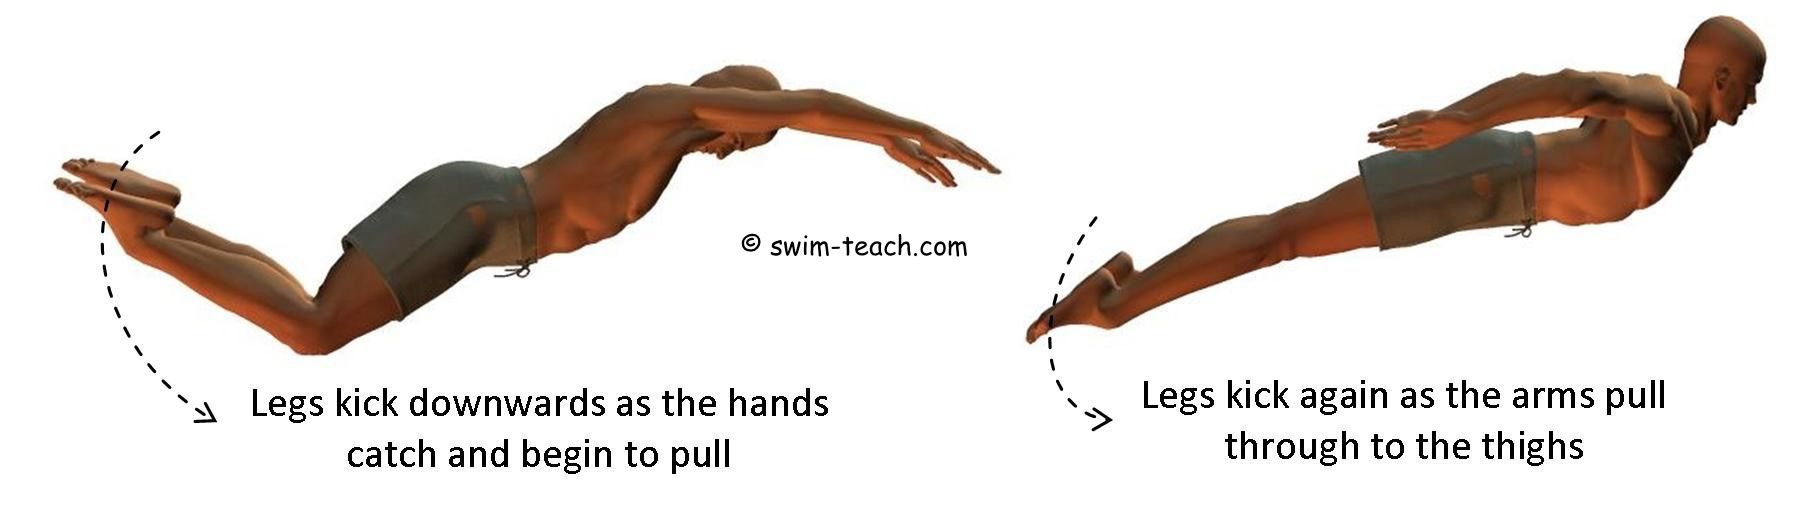 © swim-teach.com
Legs kick downwards as the hands
catch and begin to pull
Legs kick again as the arms pull
through to the thighs